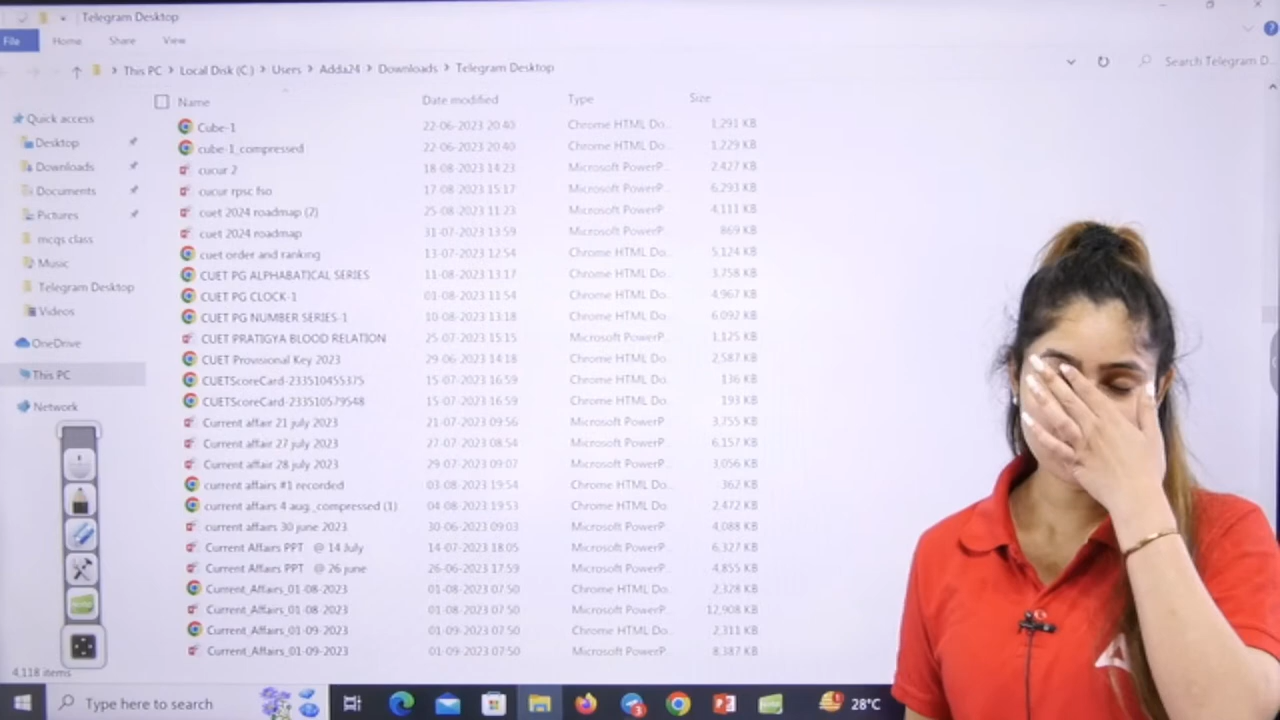 Telegram Desktop
File Home Share View
This PC Local Disk (C:) Users Adda24 Downloads Telegram Desktop Search Telegram D...
Name Date modified Type Size
Quick access
Desktop
Downloads
Documents
Pictures
mcqs class
Music
Telegram Desktop
Videos
OneDrive
This PC
Network
Cube-1 22-06-2023 20:40 Chrome HTML Do... 1,291 KB
cube-1_compressed 22-06-2023 20:40 Chrome HTML Do... 1,229 KB
cucur 2 18-08-2023 14:23 Microsoft PowerP... 2,427 KB
cucur rpsc fso 17-08-2023 15:17 Microsoft PowerP... 6,293 KB
cuet 2024 roadmap (2) 25-08-2023 11:23 Microsoft PowerP... 4,111 KB
cuet 2024 roadmap 31-07-2023 13:59 Microsoft PowerP... 869 KB
cuet order and ranking 13-07-2023 12:54 Chrome HTML Do... 5,124 KB
CUET PG ALPHABATICAL SERIES 11-08-2023 13:17 Chrome HTML Do... 3,758 KB
CUET PG CLOCK-1 01-08-2023 11:54 Chrome HTML Do... 4,967 KB
CUET PG NUMBER SERIES-1 10-08-2023 13:18 Chrome HTML Do... 6,092 KB
CUET PRATIGYA BLOOD RELATION 25-07-2023 15:15 Microsoft PowerP... 1,125 KB
CUET Provisional Key 2023 29-06-2023 14:18 Chrome HTML Do... 2,587 KB
CUETScoreCard-233510455375 15-07-2023 16:59 Chrome HTML Do... 136 KB
CUETScoreCard-233510579548 15-07-2023 16:59 Chrome HTML Do... 193 KB
Current affair 21 july 2023 21-07-2023 09:56 Microsoft PowerP... 3,755 KB
Current affair 27 july 2023 27-07-2023 08:54 Microsoft PowerP... 6,157 KB
Current affair 28 july 2023 29-07-2023 09:07 Microsoft PowerP... 3,056 KB
current affairs #1 recorded 03-08-2023 19:54 Chrome HTML Do... 362 KB
current affairs 4 aug_compressed (1) 04-08-2023 19:53 Chrome HTML Do... 2,472 KB
current affairs 30 june 2023 30-06-2023 09:03 Microsoft PowerP... 4,088 KB
Current Affairs PPT @ 14 July 14-07-2023 18:05 Microsoft PowerP... 6,327 KB
Current Affairs PPT @ 26 june 26-06-2023 17:59 Microsoft PowerP... 4,855 KB
Current_Affairs_01-08-2023 01-08-2023 07:50 Chrome HTML Do... 2,328 KB
Current_Affairs_01-08-2023 01-08-2023 07:50 Microsoft PowerP... 12,908 KB
Current_Affairs_01-09-2023 01-09-2023 07:50 Chrome HTML Do... 2,311 KB
Current_Affairs_01-09-2023 01-09-2023 07:50 Microsoft PowerP... 8,387 KB
4,118 items
Type here to search 28°C